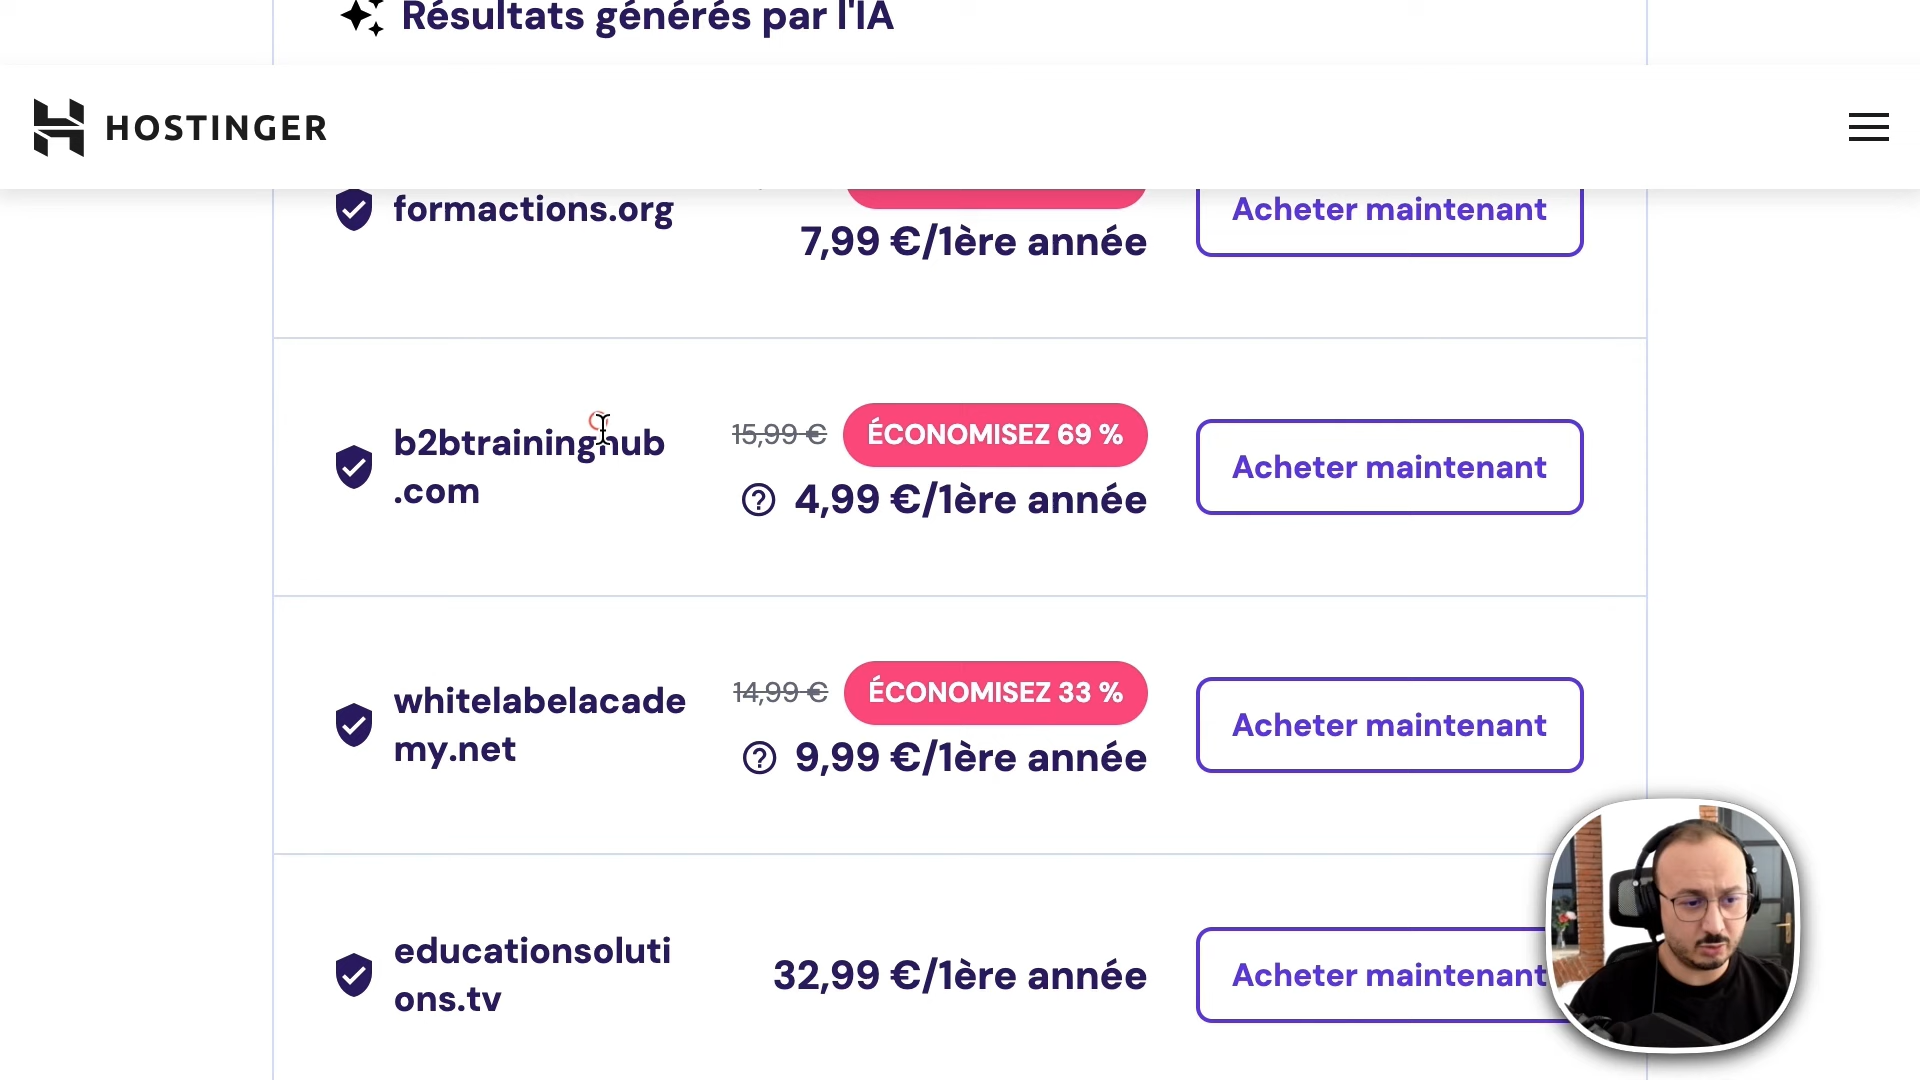 Résultats générés par l'IA
HOSTINGER
formactions.org
7,99 €/1ère année
Acheter maintenant
b2btraininghub
.com
15,99 €
ÉCONOMISEZ 69 %
4,99 €/1ère année
Acheter maintenant
whitelabelacade
my.net
14,99 €
ÉCONOMISEZ 33 %
9,99 €/1ère année
Acheter maintenant
educationsoluti
ons.tv
32,99 €/1ère année
Acheter maintenant